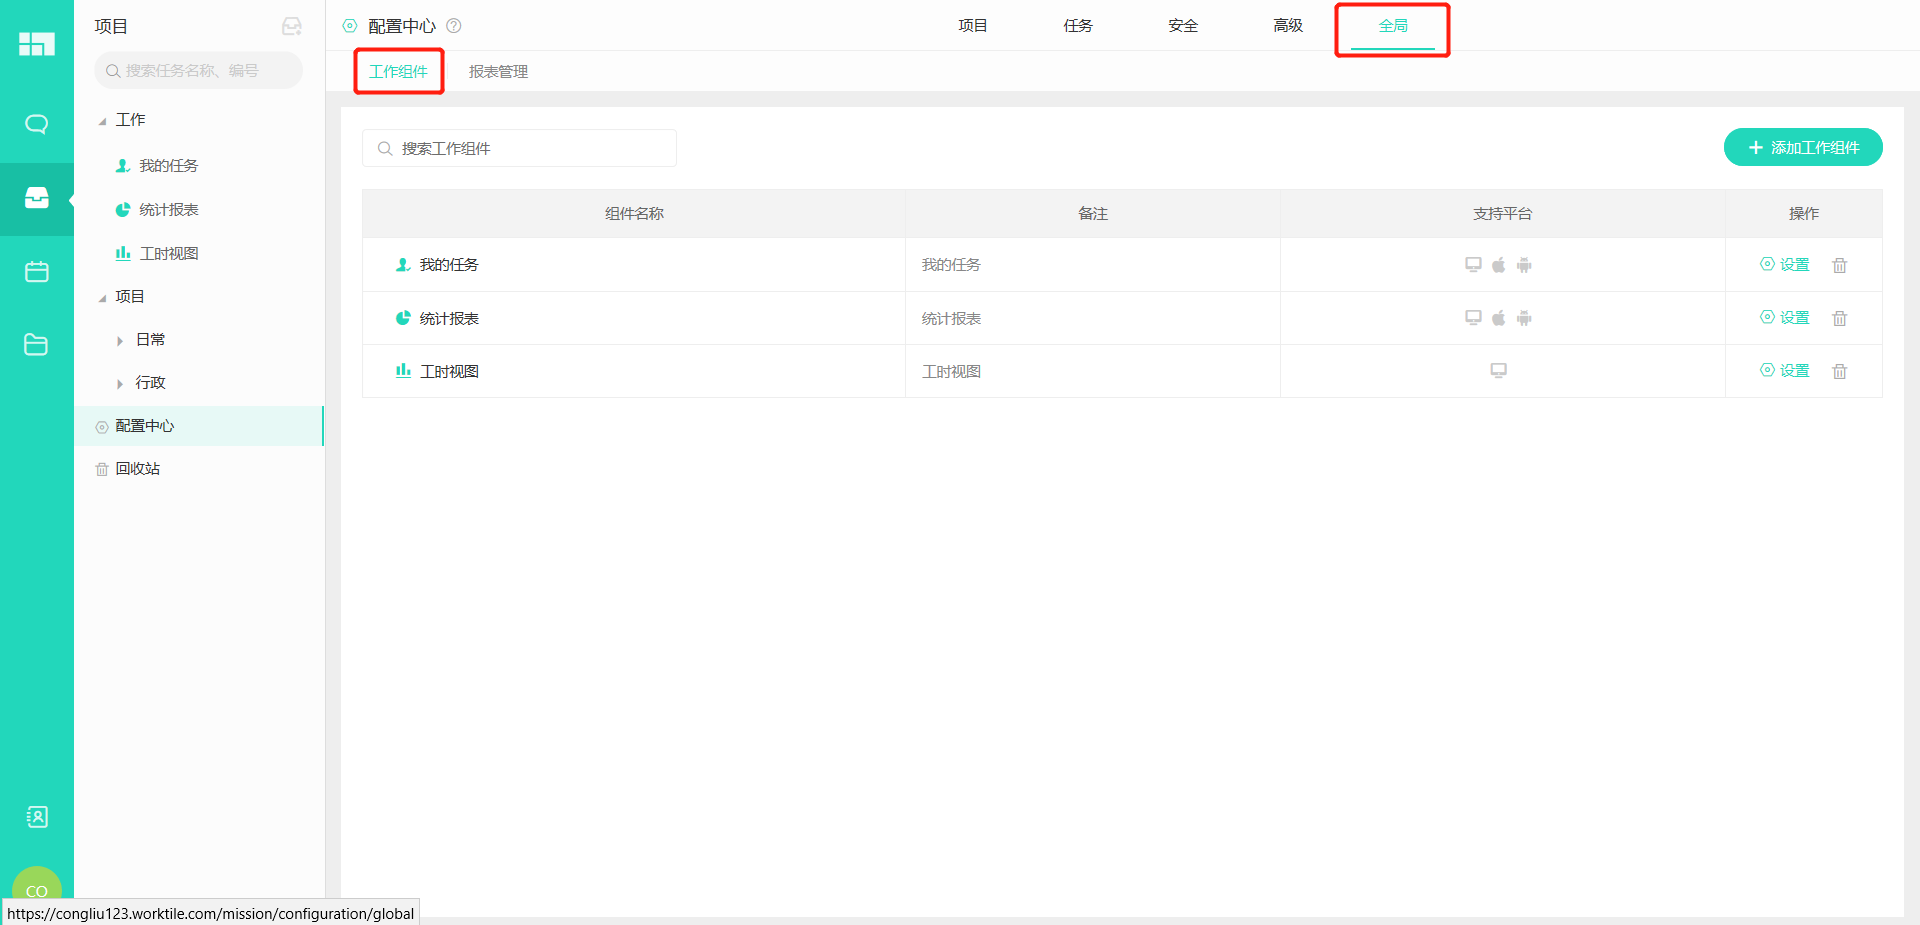 项目
搜索任务名称、编号
工作
我的任务
统计报表
工时视图
项目
日常
行政
配置中心
回收站
CO
https://congliu123.worktile.com/mission/configuration/global
配置中心
项目 任务 安全 高级 全局
工作组件 报表管理
搜索工作组件
添加工作组件
组件名称 备注 支持平台 操作
我的任务 我的任务 设置
统计报表 统计报表 设置
工时视图 工时视图 设置